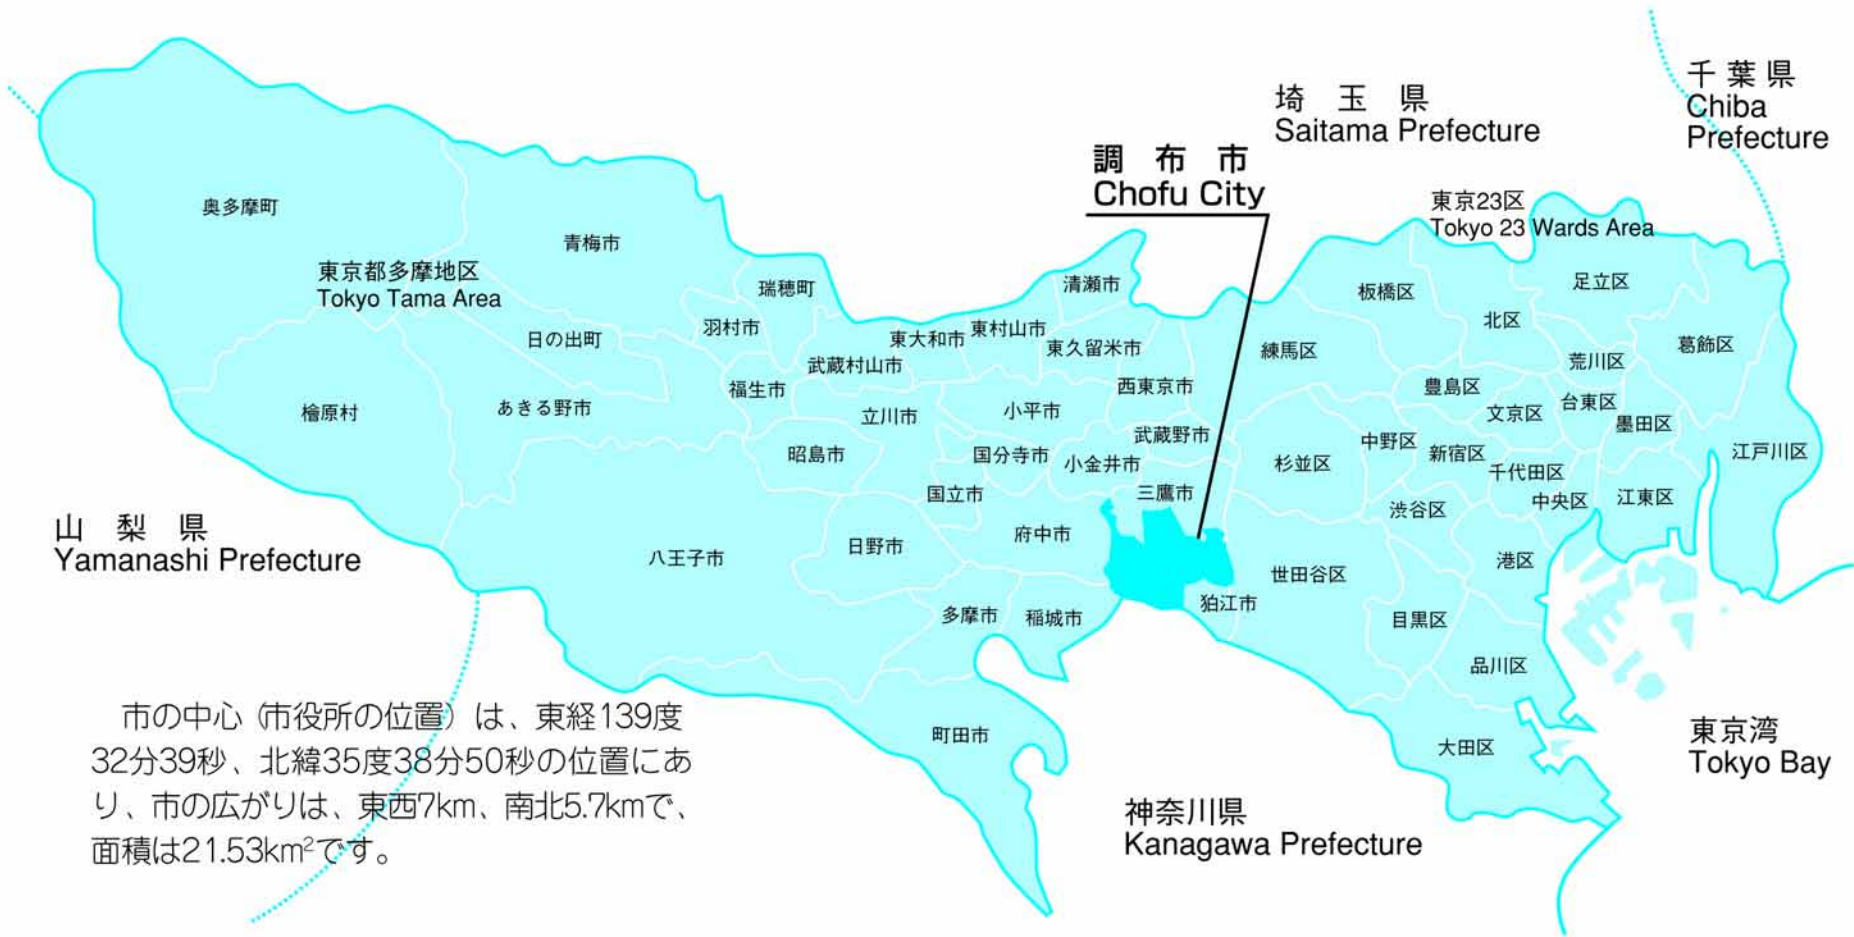 千葉県
Chiba
Prefecture
埼玉県
Saitama Prefecture
調布市
Chofu City
東京23区
Tokyo 23 Wards Area
奥多摩町
青梅市
東京都多摩地区
Tokyo Tama Area
瑞穂町
清瀬市
板橋区
足立区
北区
羽村市
日の出町
東大和市
東村山市
東久留米市
練馬区
葛飾区
荒川区
武蔵村山市
福生市
西東京市
豊島区
檜原村
あきる野市
立川市
小平市
文京区
台東区
墨田区
武蔵野市
中野区
昭島市
国分寺市
小金井市
杉並区
新宿区
千代田区
江戸川区
国立市
三鷹市
中央区
江東区
渋谷区
山梨県
Yamanashi Prefecture
八王子市
日野市
府中市
世田谷区
港区
多摩市
稲城市
狛江市
目黒区
品川区
町田市
大田区
東京湾
Tokyo Bay
神奈川県
Kanagawa Prefecture
市の中心(市役所の位置)は、東経139度
32分39秒、北緯35度38分50秒の位置にあ
り、市の広がりは、東西7km、南北5.7kmで、
面積は21.53km²です。